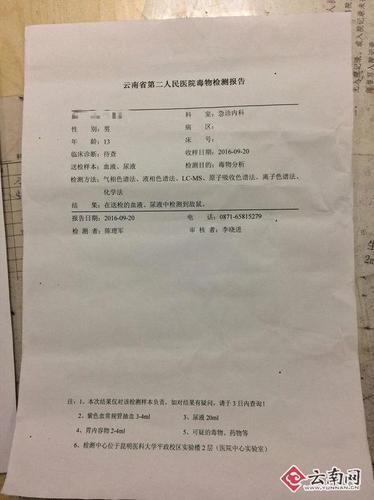 云南省第二人民医院毒物检测报告
科 室：急诊内科
性 别：男 病 区：
年 龄：13 床 号：
临床诊断：待查 收样日期：2016-09-20
送检样本：血液、尿液 检测目的：毒物分析
检测方法：气相色谱法、液相色谱法、LC-MS、原子吸收色谱法、离子色谱法、
化学法
结 果：在送检的血液、尿液中检测到敌鼠。
报告日期：2016-09-20 电 话：0871-65815279
检 测 者：陈理军 审 核 者：李晓进
注：1、本次结果仅对该检测样本负责，如对结果有疑问，请于 3 日内查询！
2、紫色血常规管抽血 3-4ml 3、尿液 20ml
4、胃内容物 2-4ml 5、可疑的毒物、药物等
6、检测中心位于昆明医科大学平政校区实验楼 2 层（医院中心实验室）
云南网
WWW.YUNNAN.CN